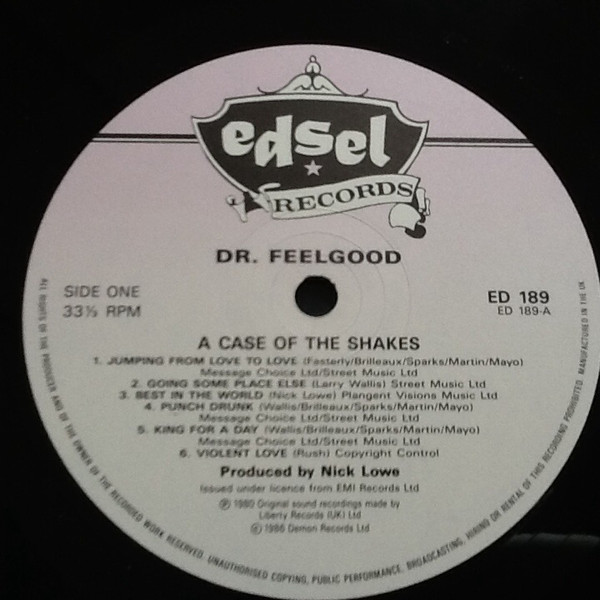 edsel
RECORDS
DR. FEELGOOD
SIDE ONE
33⅓ RPM
ED 189
ED 189-A
A CASE OF THE SHAKES
1. JUMPING FROM LOVE TO LOVE (Fasterly/Brilleaux/Sparks/Martin/Mayo)
Message Choice Ltd/Street Music Ltd
2. GOING SOME PLACE ELSE (Larry Wallis) Street Music Ltd
3. BEST IN THE WORLD (Nick Lowe) Plangent Visions Music Ltd
4. PUNCH DRUNK (Wallis/Brilleaux/Sparks/Martin/Mayo)
Message Choice Ltd/Street Music Ltd
5. KING FOR A DAY (Wallis/Brilleaux/Sparks/Martin/Mayo)
Message Choice Ltd/Street Music Ltd
6. VIOLENT LOVE (Rush) Copyright Control
Produced by Nick Lowe
Issued under licence from EMI Records Ltd
℗ 1980 Original sound recordings made by
Liberty Records (UK) Ltd
© 1986 Demon Records Ltd
ALL RIGHTS OF THE PRODUCER AND OF THE OWNER OF THE RECORDED WORK RESERVED. UNAUTHORISED COPYING, PUBLIC PERFORMANCE, BROADCASTING, HIRING OR RENTAL OF THIS RECORDING PROHIBITED. MANUFACTURED IN THE UK